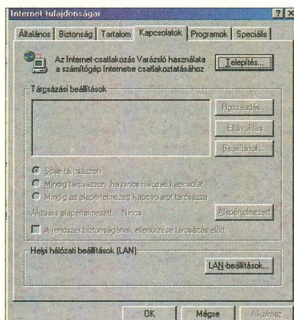 Internet tulajdonságai
Általános Biztonság Tartalom Kapcsolatok Programok Speciális
Az Internet-csatlakozás Varázsló használata
a számítógép Internetre csatlakoztatásához
Telepítés...
Tárcsázási beállítások
Hozzáadás...
Eltávolítás
Beállítások...
Sose tárcsázzon
Mindig tárcsázzon, ha nincs hálózati kapcsolat
Mindig az alapértelmezett kapcsolatot tárcsázza
Aktuális alapértelmezett: Nincs
Alapértelmezett
A rendszer biztonságának ellenőrzése tárcsázás előtt
Helyi hálózati beállítások (LAN)
LAN-beállítások...
OK Mégse Alkalmaz